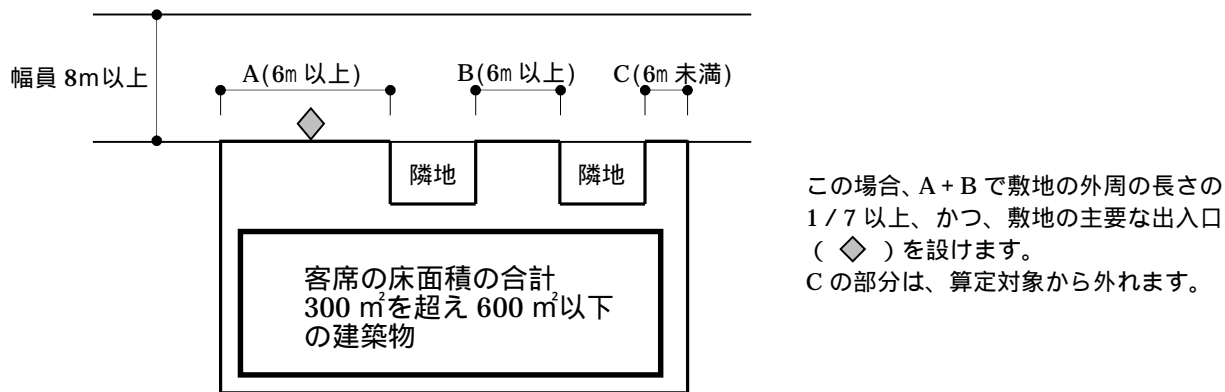 幅員 8m以上
A(6m 以上)
B(6m 以上)
C(6m 未満)
隣地
隣地
客席の床面積の合計
300 ㎡を超え 600 ㎡以下
の建築物
この場合、A + B で敷地の外周の長さの
1 / 7 以上、かつ、敷地の主要な出入口
( ◇ ) を設けます。
C の部分は、算定対象から外れます。